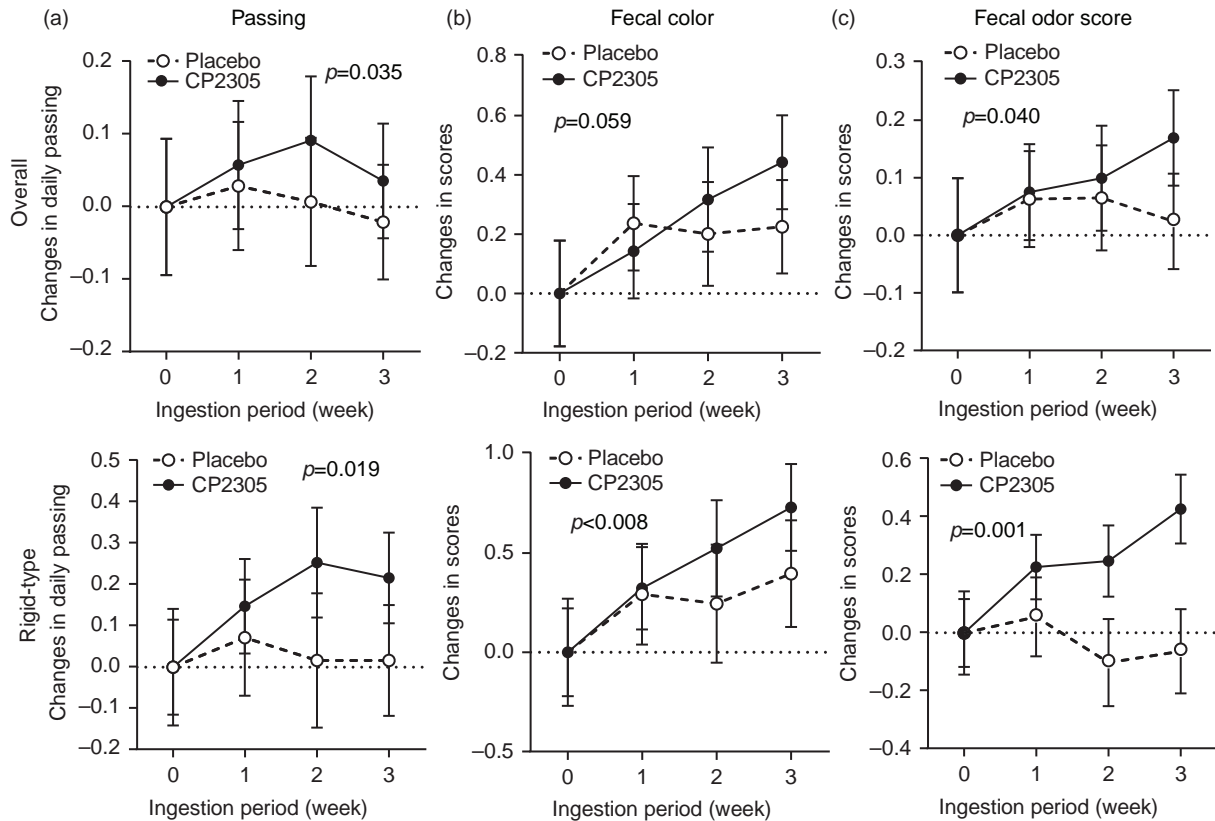 (a) Passing
Overall
Changes in daily passing
Placebo
CP2305
p=0.035
0.2
0.1
0.0
–0.1
–0.2
0 1 2 3
Ingestion period (week)
(b) Fecal color
Changes in scores
Placebo
CP2305
p=0.059
0.8
0.6
0.4
0.2
0.0
–0.2
0 1 2 3
Ingestion period (week)
(c) Fecal odor score
Changes in scores
Placebo
CP2305
p=0.040
0.3
0.2
0.1
0.0
–0.1
–0.2
0 1 2 3
Ingestion period (week)
Rigid-type
Changes in daily passing
Placebo
CP2305
p=0.019
0.5
0.4
0.3
0.2
0.1
0.0
–0.1
–0.2
0 1 2 3
Ingestion period (week)
Changes in scores
Placebo
CP2305
p<0.008
1.0
0.5
0.0
–0.5
0 1 2 3
Ingestion period (week)
Changes in scores
Placebo
CP2305
p=0.001
0.6
0.4
0.2
0.0
–0.2
–0.4
0 1 2 3
Ingestion period (week)